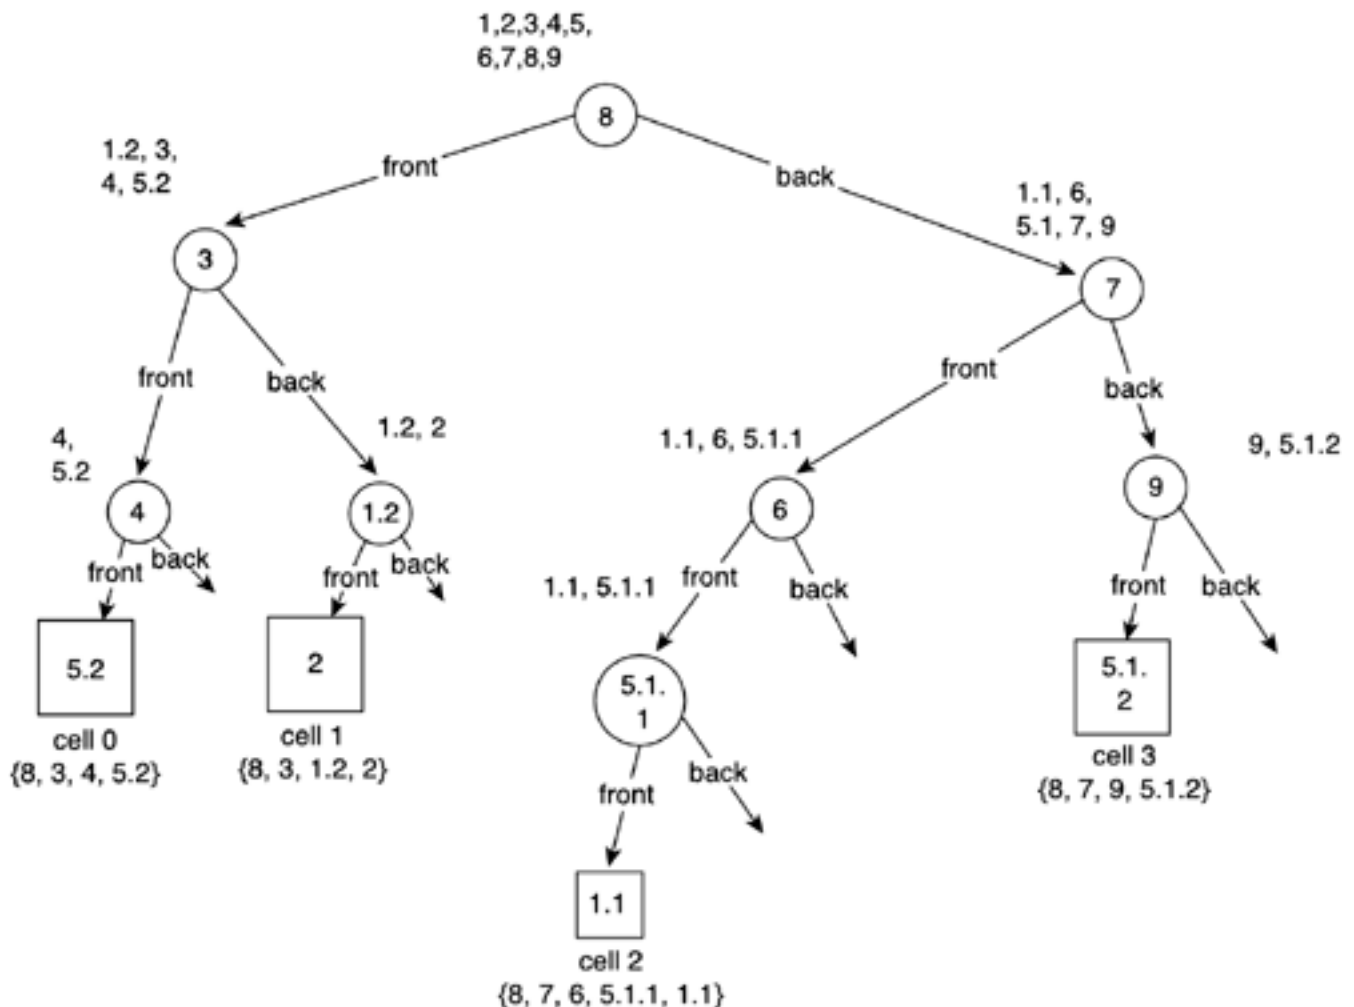 1,2,3,4,5,
6,7,8,9
8
front
back
1.2, 3,
4, 5.2
1.1, 6,
5.1, 7, 9
3
7
front
back
front
back
4,
5.2
1.2, 2
1.1, 6, 5.1.1
9, 5.1.2
4
1.2
6
9
front
back
front
back
1.1, 5.1.1
front
back
front
back
5.2
2
5.1.
1
5.1.
2
cell 0
{8, 3, 4, 5.2}
cell 1
{8, 3, 1.2, 2}
cell 3
{8, 7, 9, 5.1.2}
front
back
1.1
cell 2
{8, 7, 6, 5.1.1, 1.1}